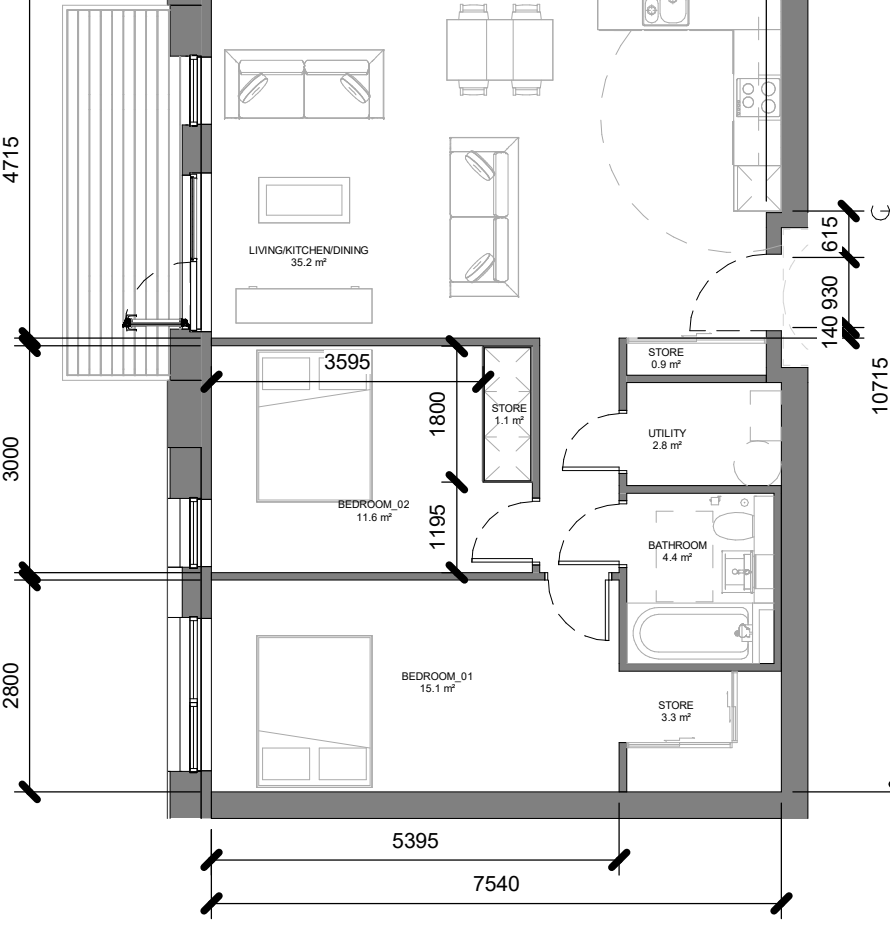 4715
LIVING/KITCHEN/DINING
35.2 m²
615
930
140
10715
3595
STORE
0.9 m²
1800
STORE
1.1 m²
UTILITY
2.8 m²
3000
BEDROOM_02
11.6 m²
1195
BATHROOM
4.4 m²
2800
BEDROOM_01
15.1 m²
STORE
3.3 m²
5395
7540